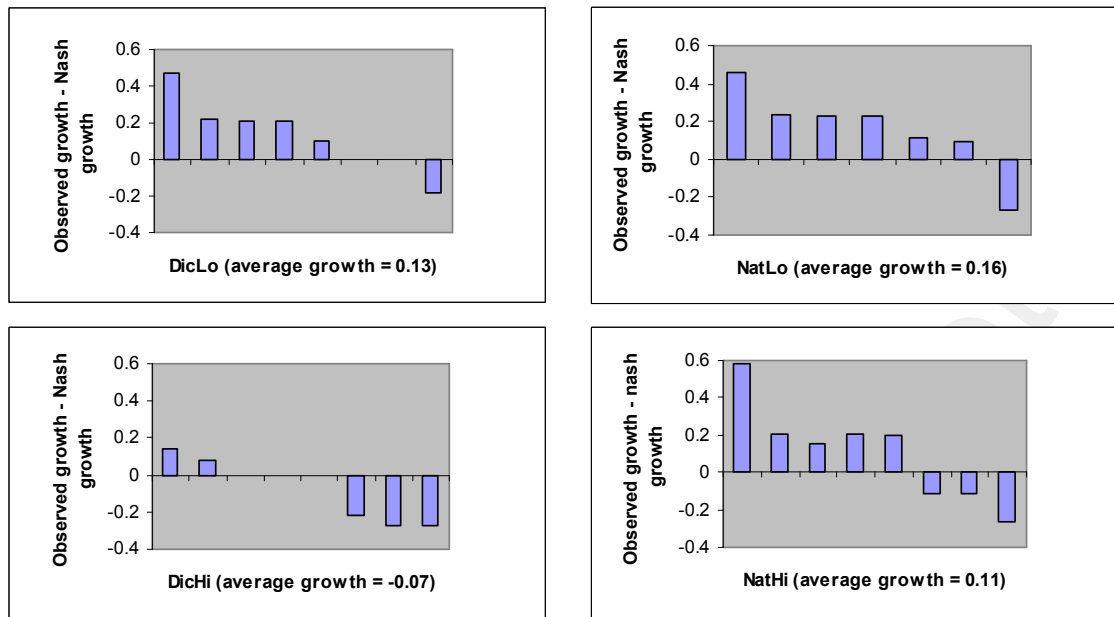 Observed growth - Nash
growth
0.6
0.4
0.2
0
-0.2
-0.4
DicLo (average growth = 0.13)
Observed growth - Nash
growth
0.6
0.4
0.2
0
-0.2
-0.4
NatLo (average growth = 0.16)
Observed growth - Nash
growth
0.6
0.4
0.2
0
-0.2
-0.4
DicHi (average growth = -0.07)
Observed growth - nash
growth
0.6
0.4
0.2
0
-0.2
-0.4
NatHi (average growth = 0.11)